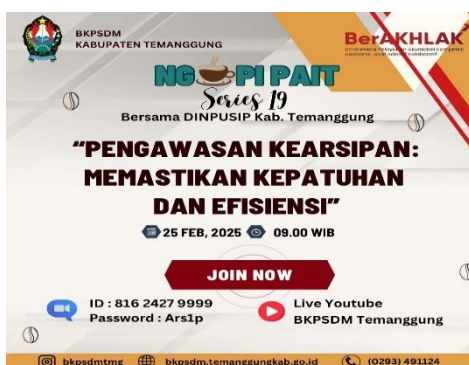 BKPSDM
KABUPATEN TEMANGGUNG
BerAKHLAK
NGOPI PAIT
Series 19
Bersama DINPUSIP Kab. Temanggung
"PENGAWASAN KEARSIPAN:
MEMASTIKAN KEPATUHAN
DAN EFISIENSI"
25 FEB, 2025 09.00 WIB
JOIN NOW
ID : 816 2427 9999
Password : Ars1p
Live Youtube
BKPSDM Temanggung
bkpsdmtmg bkpsdm.temanggungkab.go.id (0293) 491124